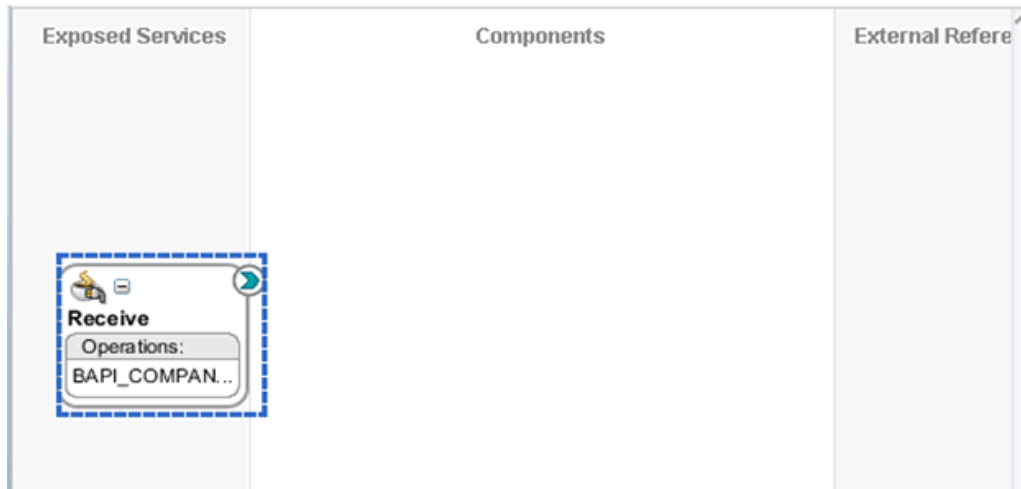 Exposed Services
Components
External Refere
Receive
Operations:
BAPI_COMPAN...